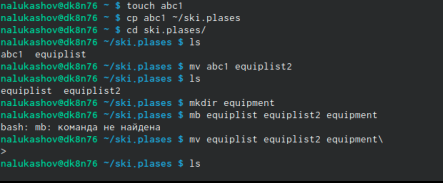 nalukashov@dk8n76 ~ $ touch abc1
nalukashov@dk8n76 ~ $ cp abc1 ~/ski.plases
nalukashov@dk8n76 ~ $ cd ski.plases/
nalukashov@dk8n76 ~/ski.plases $ ls
abc1  equiplist
nalukashov@dk8n76 ~/ski.plases $ mv abc1 equiplist2
nalukashov@dk8n76 ~/ski.plases $ ls
equiplist  equiplist2
nalukashov@dk8n76 ~/ski.plases $ mkdir equipment
nalukashov@dk8n76 ~/ski.plases $ mb equiplist equiplist2 equipment
bash: mb: команда не найдена
nalukashov@dk8n76 ~/ski.plases $ mv equiplist equiplist2 equipment\
>
nalukashov@dk8n76 ~/ski.plases $ ls